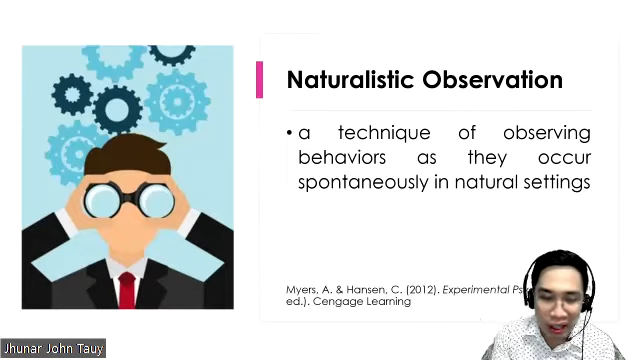 Naturalistic Observation
• a technique of observing
behaviors as they occur
spontaneously in natural settings
Myers, A. & Hansen, C. (2012). Experimental
ed.). Cengage Learning
Jhunar John Tauy